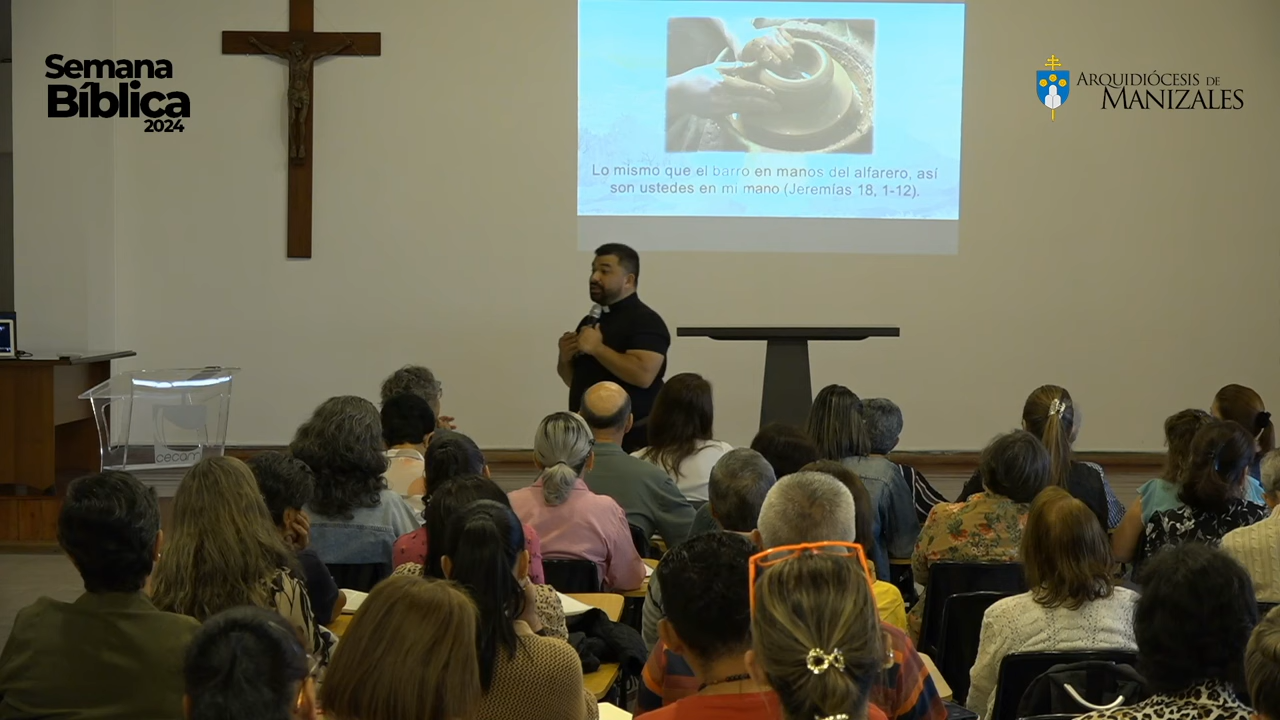 Semana
Bíblica
2024
ARQUIDIÓCESIS DE
MANIZALES
Lo mismo que el barro en manos del alfarero, así
son ustedes en mi mano (Jeremías 18, 1-12).
cecam